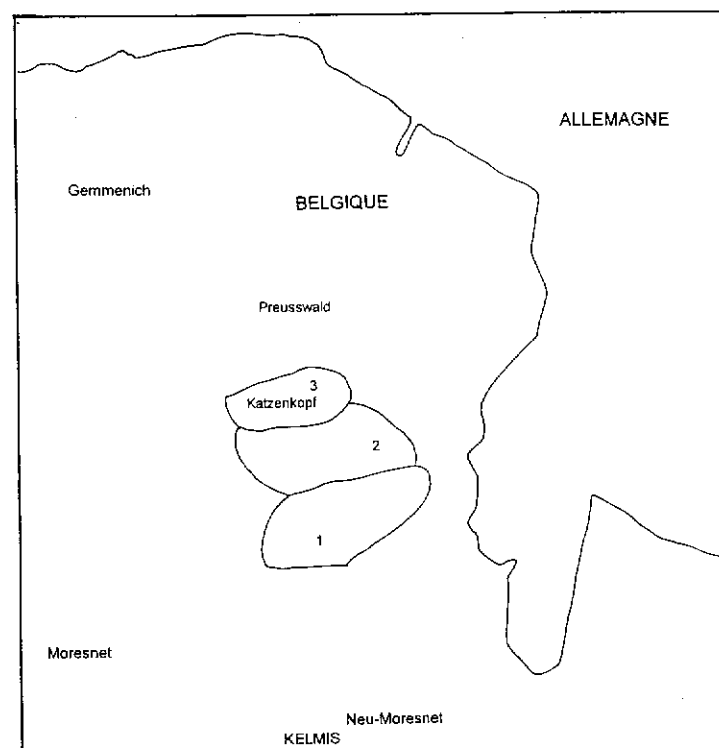 ALLEMAGNE
Gemmenich
BELGIQUE
Preusswald
3
Katzenkopf
2
1
Moresnet
Neu-Moresnet
KELMIS